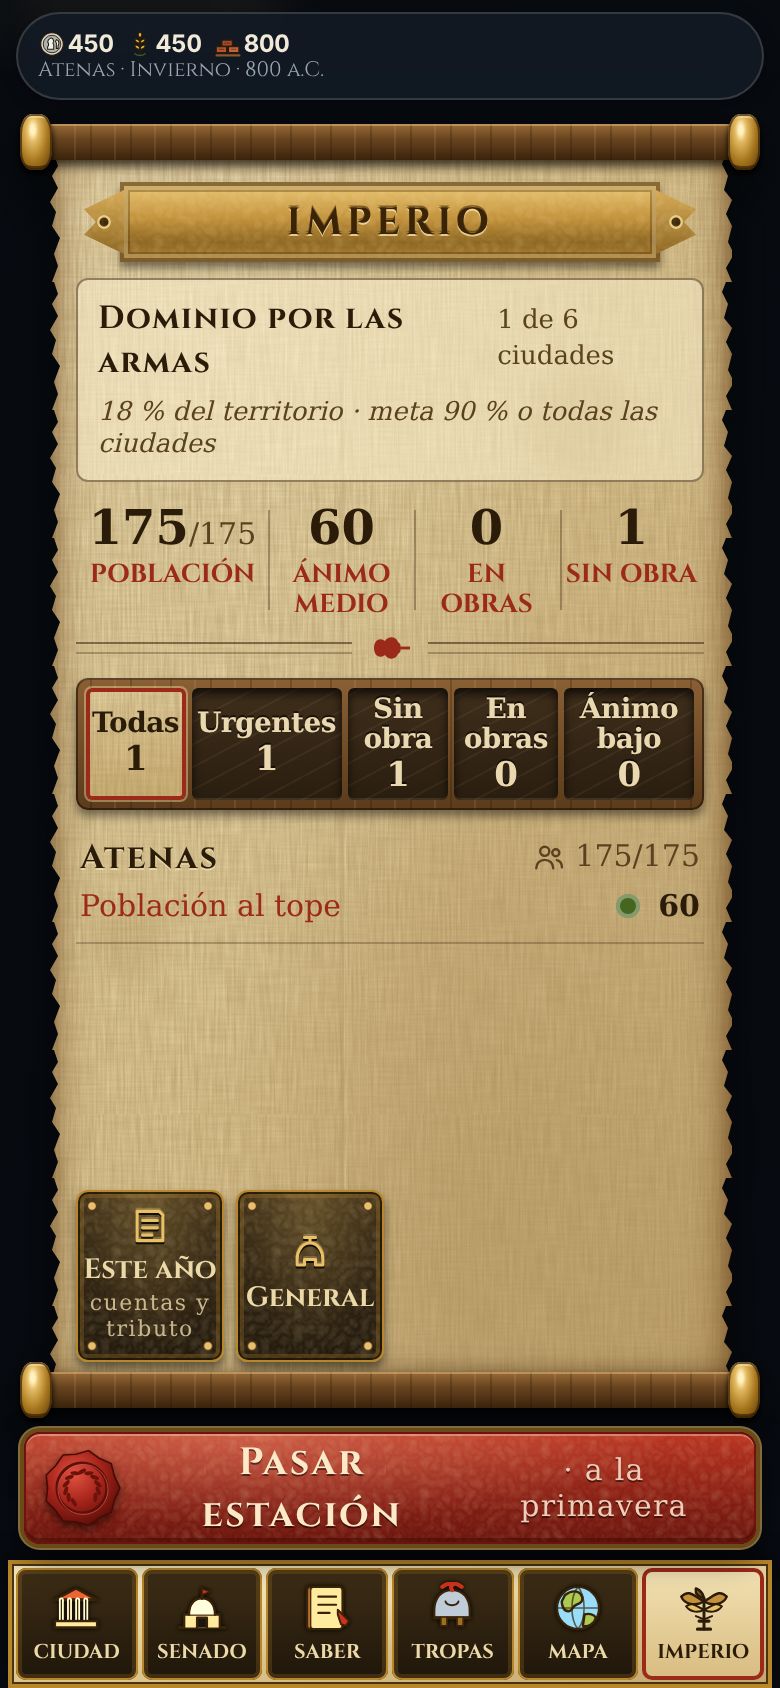 450 450 800
Atenas · Invierno · 800 a.C.
IMPERIO
Dominio por las armas
1 de 6 ciudades
18 % del territorio · meta 90 % o todas las
ciudades
175/175 60 0 1
POBLACIÓN ÁNIMO MEDIO EN OBRAS SIN OBRA
Todas 1
Urgentes 1
Sin obra 1
En obras 0
Ánimo bajo 0
Atenas 175/175
Población al tope 60
Este año
cuentas y
tributo
General
Pasar estación
· a la primavera
CIUDAD SENADO SABER TROPAS MAPA IMPERIO